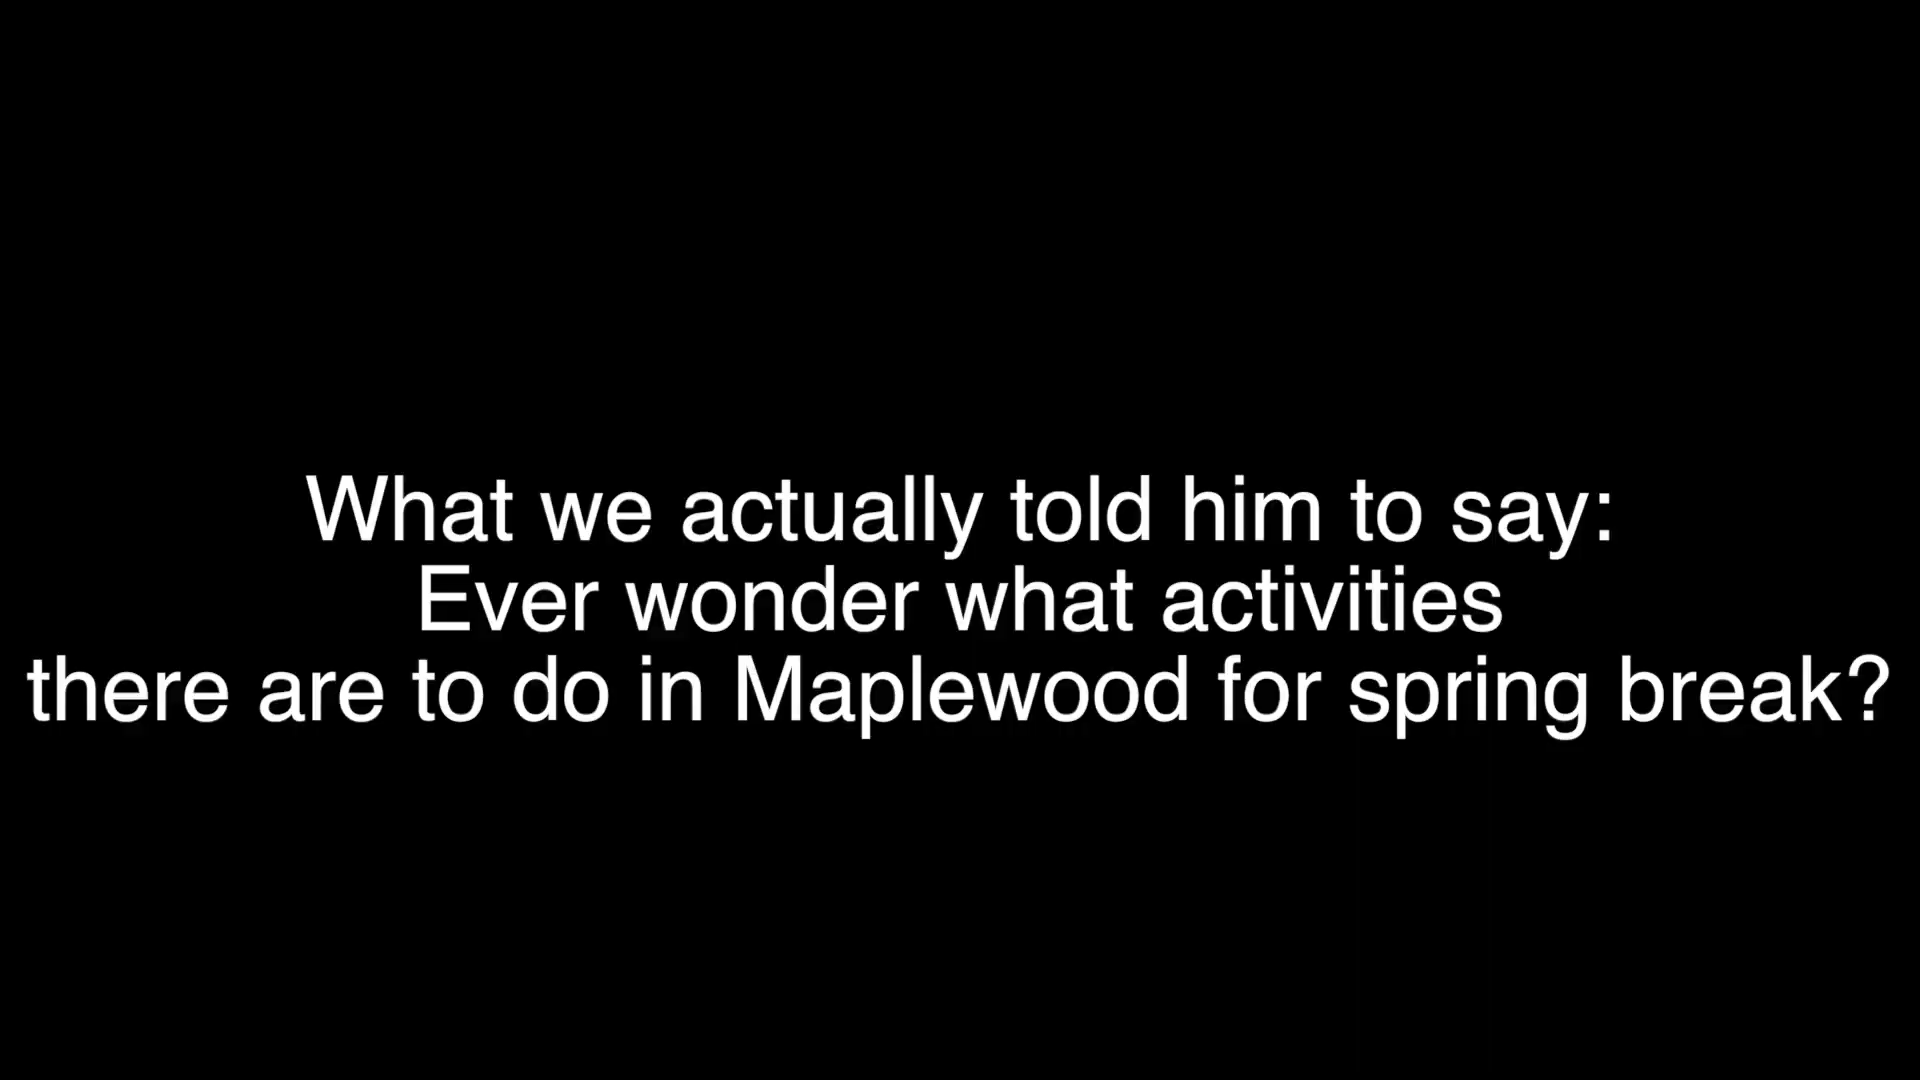 What we actually told him to say:
Ever wonder what activities
there are to do in Maplewood for spring break?